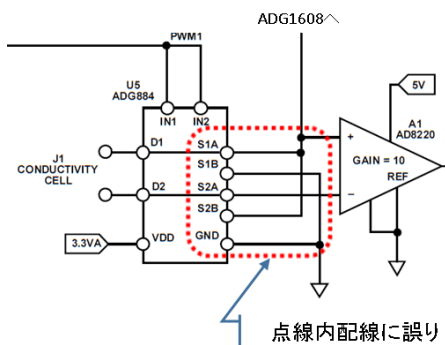 ADG1608へ
PWM1
U5
ADG884
IN1 IN2
5V
A1
AD8220
D1 S1A
S1B
J1
CONDUCTIVITY
CELL
+
GAIN = 10
REF
D2 S2A
−
S2B
3.3VA
VDD GND
点線内配線に誤り